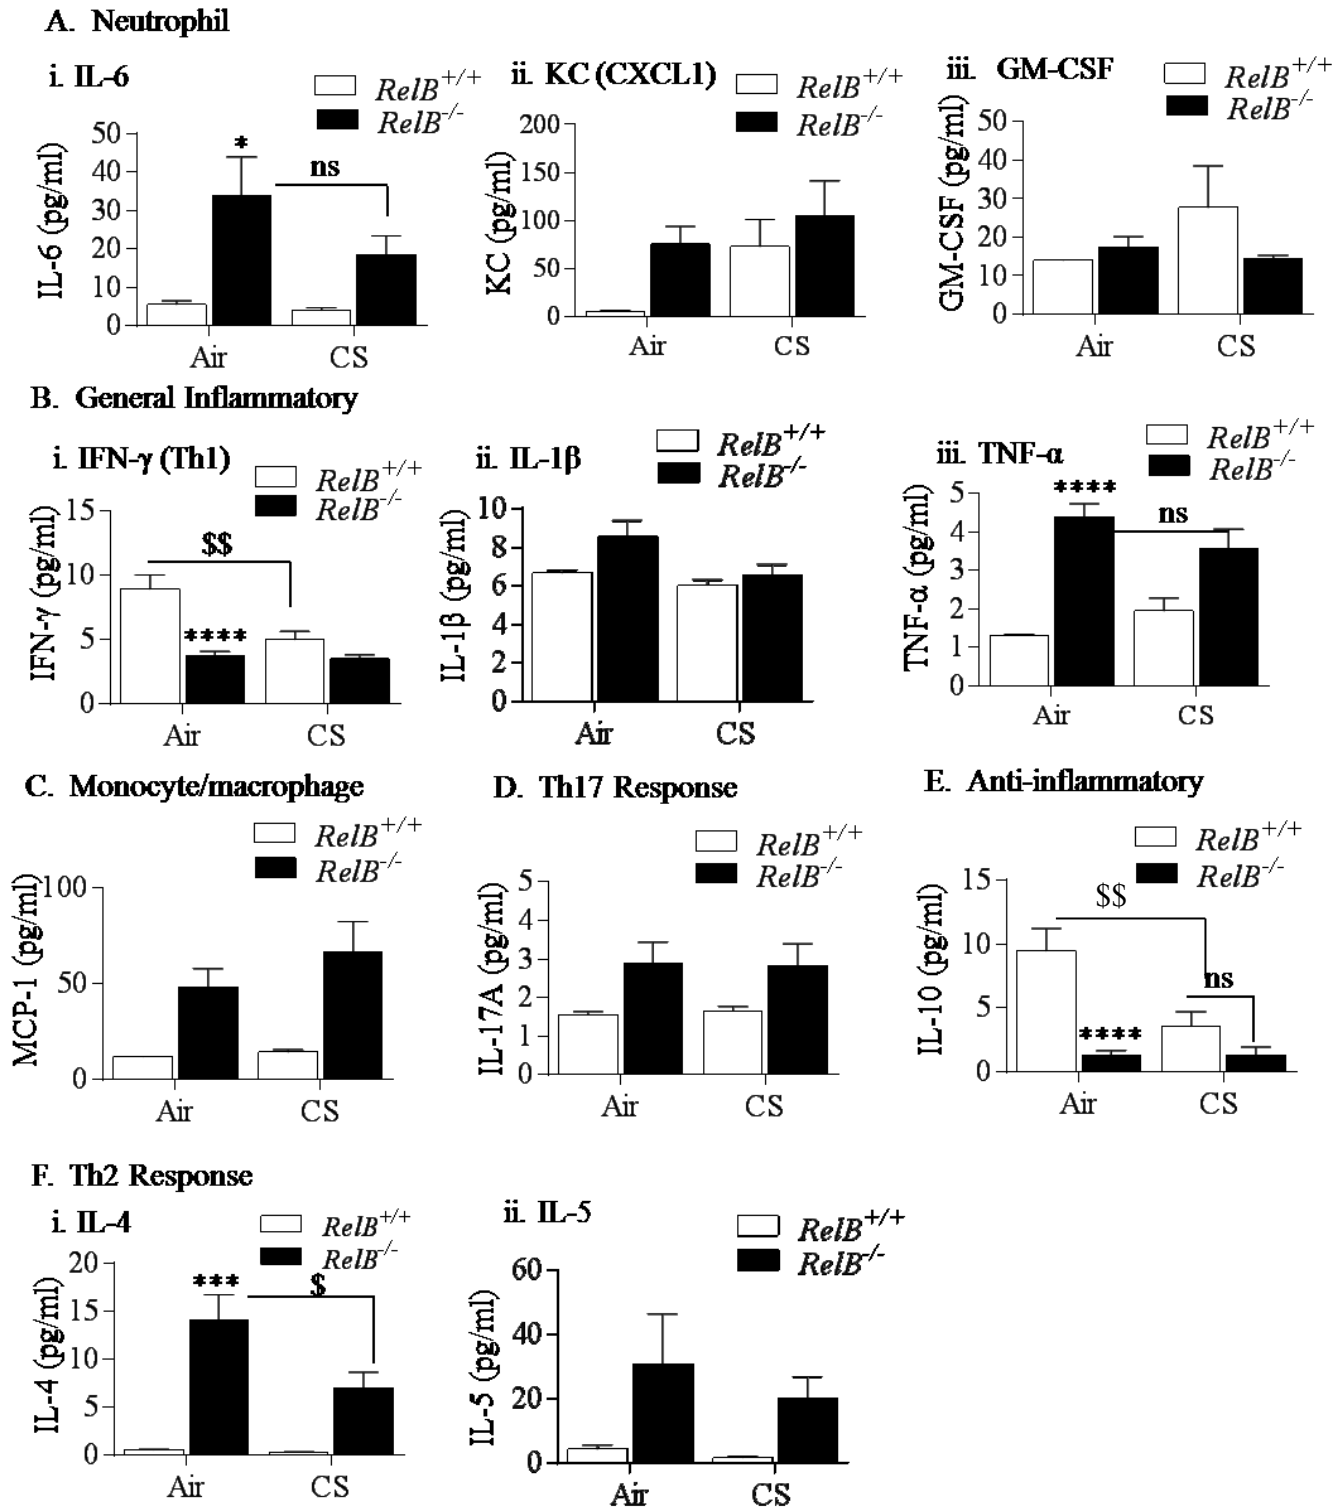 A. Neutrophil
i. IL-6
RelB+/+
RelB-/-
IL-6 (pg/ml)
50
40
30
20
10
0
*
ns
Air
CS
ii. KC (CXCL1)
RelB+/+
RelB-/-
KC (pg/ml)
200
150
100
50
0
Air
CS
iii. GM-CSF
RelB+/+
RelB-/-
GM-CSF (pg/ml)
50
40
30
20
10
0
Air
CS
B. General Inflammatory
i. IFN-γ (Th1)
RelB+/+
RelB-/-
IFN-γ (pg/ml)
15
10
5
0
$$
****
Air
CS
ii. IL-1β
RelB+/+
RelB-/-
IL-1β (pg/ml)
10
8
6
4
2
0
Air
CS
iii. TNF-α
RelB+/+
RelB-/-
TNF-α (pg/ml)
5
4
3
2
1
0
****
ns
Air
CS
C. Monocyte/macrophage
RelB+/+
RelB-/-
MCP-1 (pg/ml)
100
50
0
Air
CS
D. Th17 Response
RelB+/+
RelB-/-
IL-17A (pg/ml)
5
4
3
2
1
0
Air
CS
E. Anti-inflammatory
RelB+/+
RelB-/-
IL-10 (pg/ml)
15
10
5
0
$$
****
ns
Air
CS
F. Th2 Response
i. IL-4
RelB+/+
RelB-/-
IL-4 (pg/ml)
20
15
10
5
0
***
$
Air
CS
ii. IL-5
RelB+/+
RelB-/-
IL-5 (pg/ml)
60
40
20
0
Air
CS